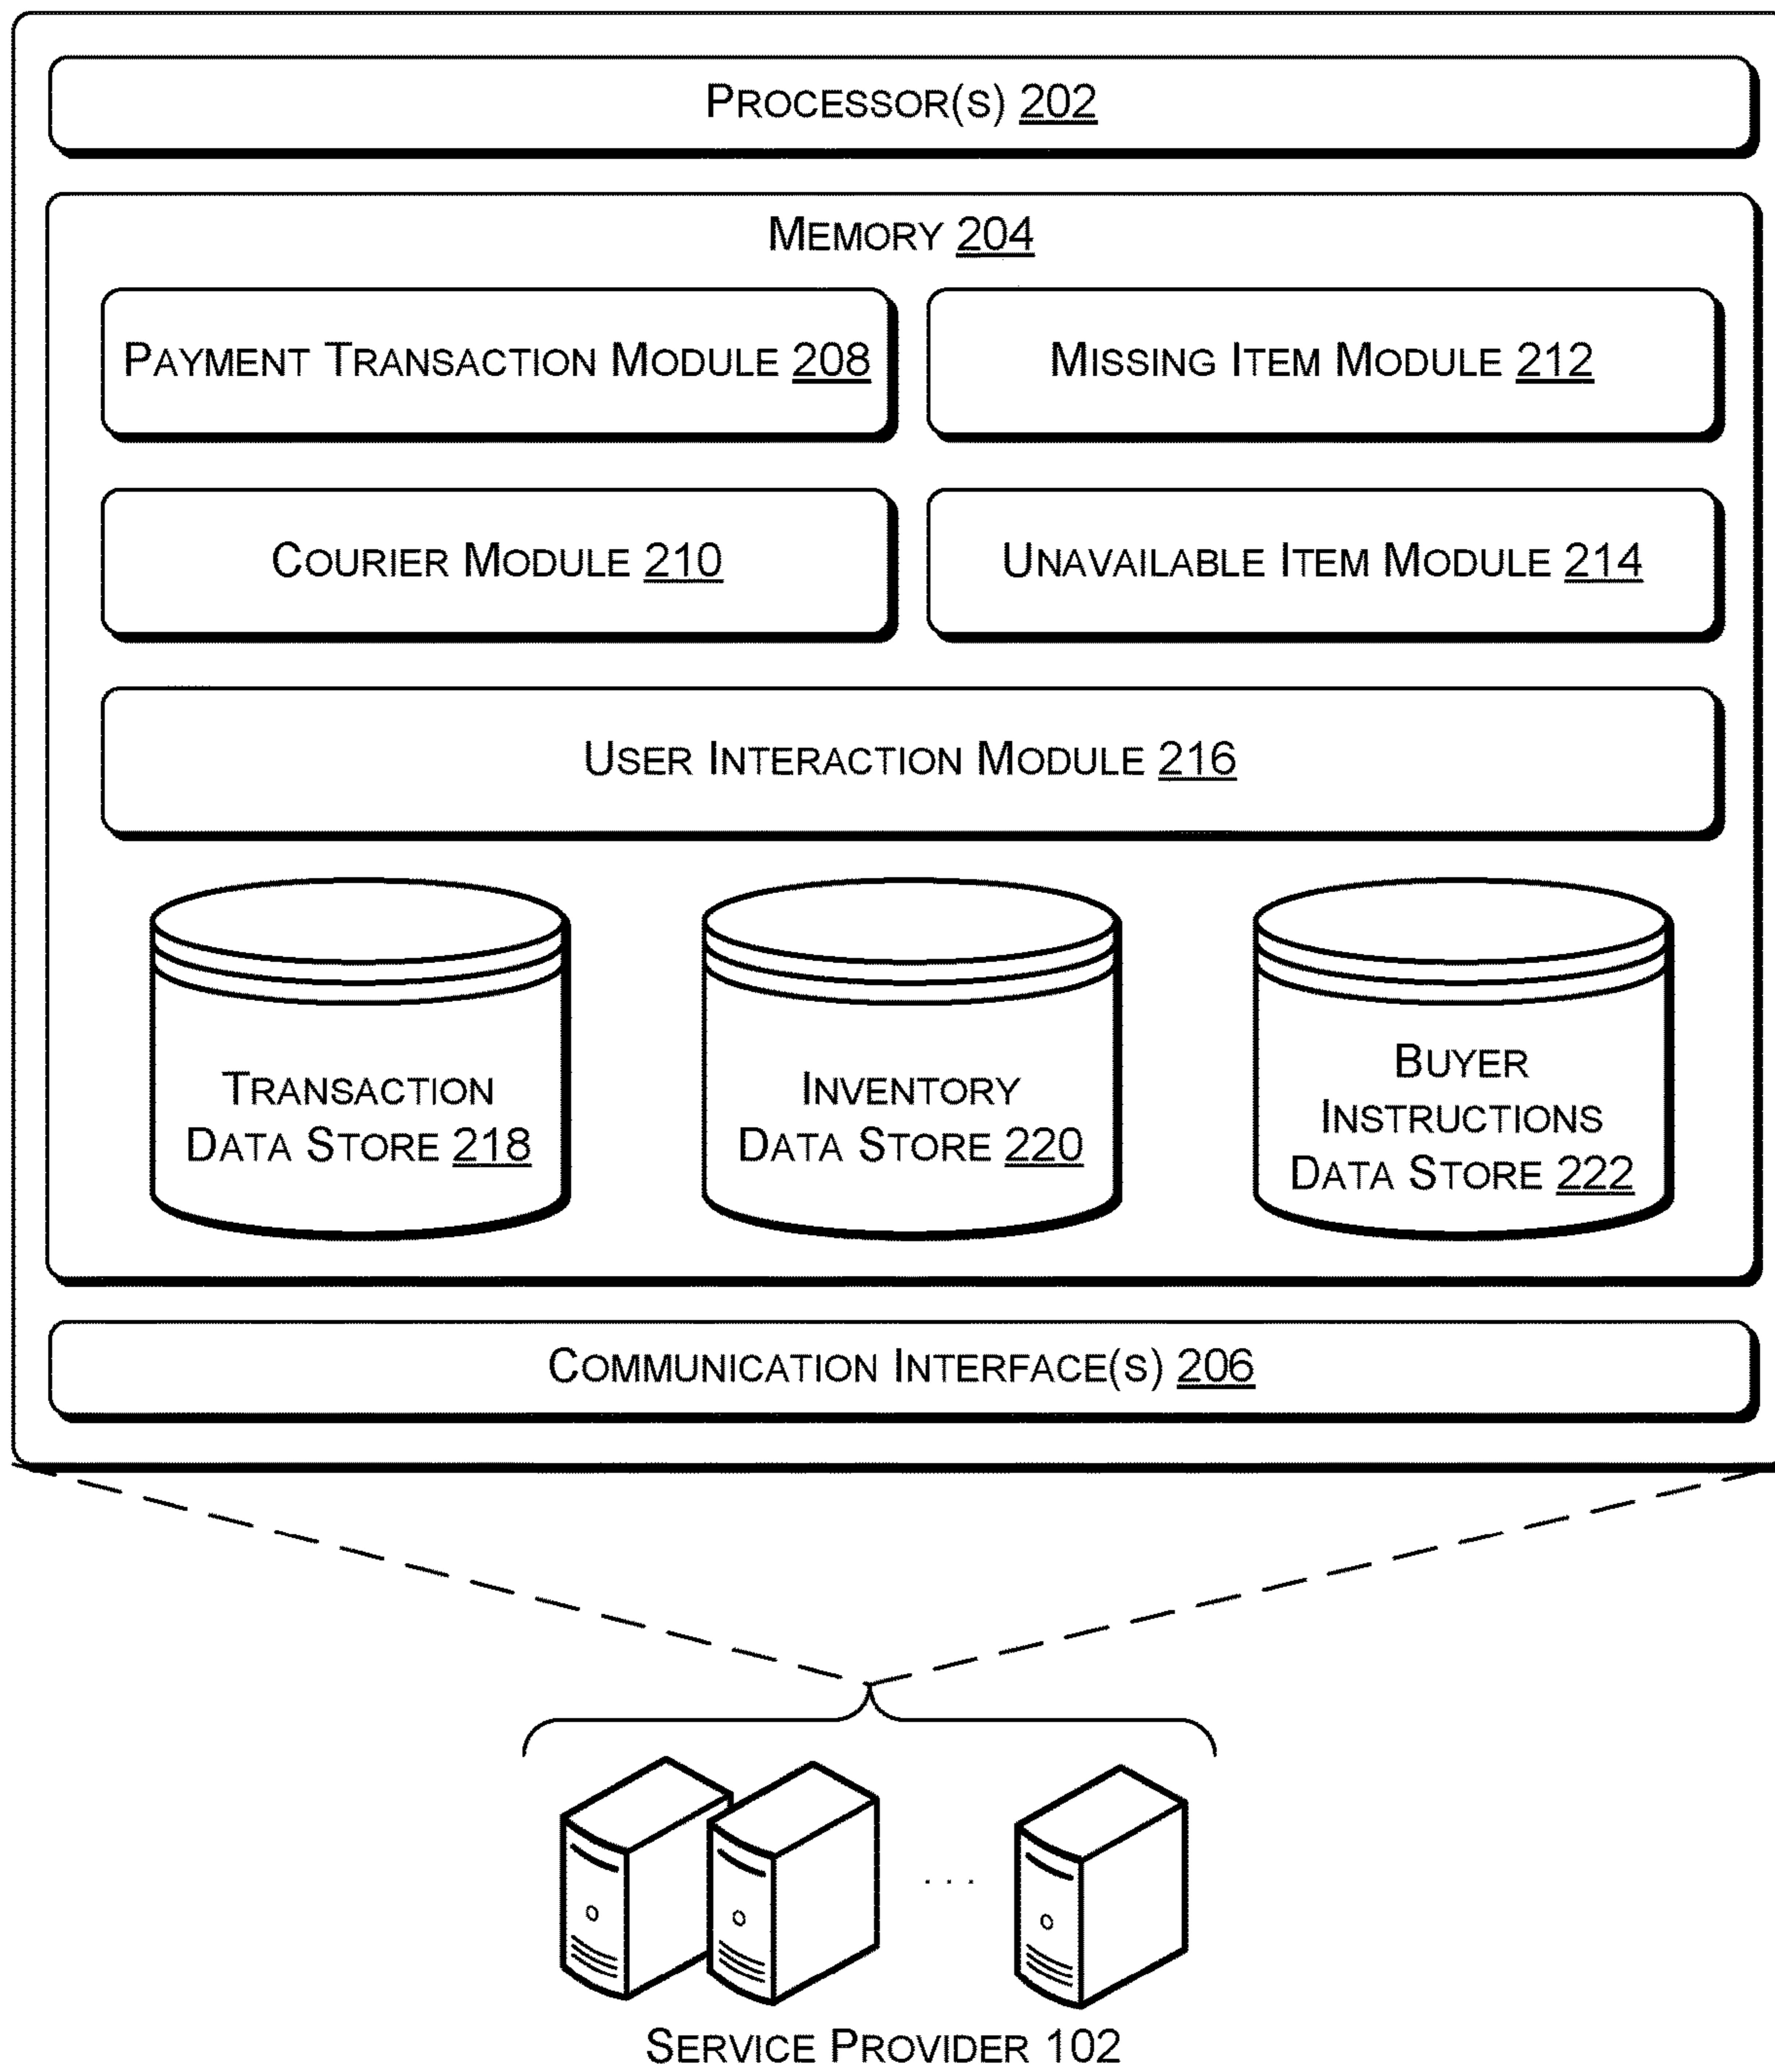 PROCESSOR(S) 202
MEMORY 204
PAYMENT TRANSACTION MODULE 208
MISSING ITEM MODULE 212
COURIER MODULE 210
UNAVAILABLE ITEM MODULE 214
USER INTERACTION MODULE 216
TRANSACTION
DATA STORE 218
INVENTORY
DATA STORE 220
BUYER
INSTRUCTIONS
DATA STORE 222
COMMUNICATION INTERFACE(S) 206
. . .
SERVICE PROVIDER 102